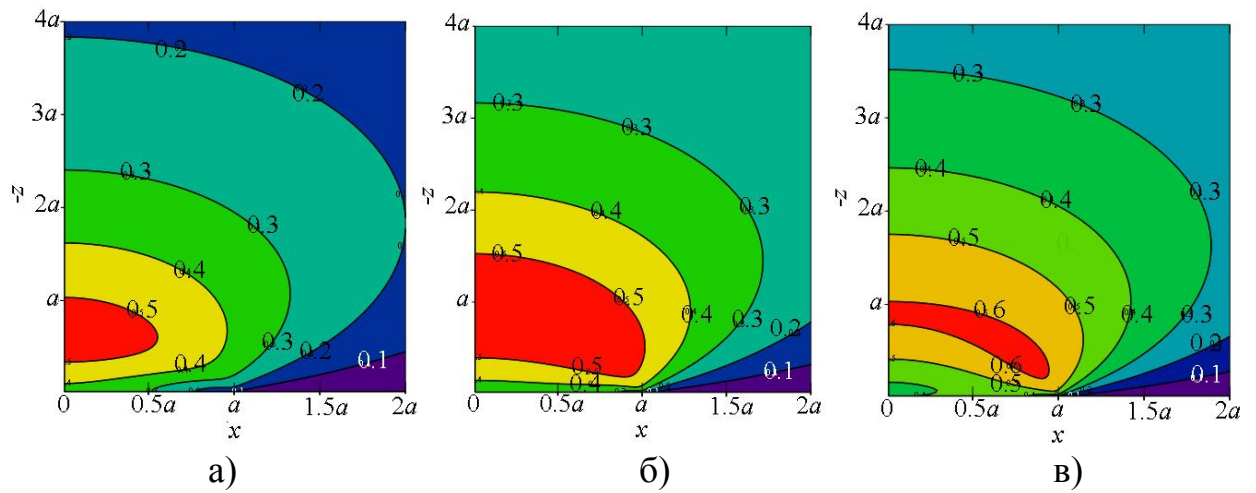 4a 4a 4a
0.2 0.2
0.3 0.3
3a 0.3 0.3 3a 3a
0.4 0.4 0.3
-z 2a 0.3 0.3 -z 2a 0.4 0.4 0.3 -z 2a
0.5
0.4
a 0.5 a 0.5 0.5 0.4 a 0.6 0.5 0.4 0.3
0.3 0.2 0.3 0.2
0.4 0.5 0.6 0.2
0.1 0.4 0.1 0.5 0.1
0 0.5a a 1.5a 2a 0 0.5a a 1.5a 2a 0 0.5a a 1.5a 2a
x x x
а) б) в)